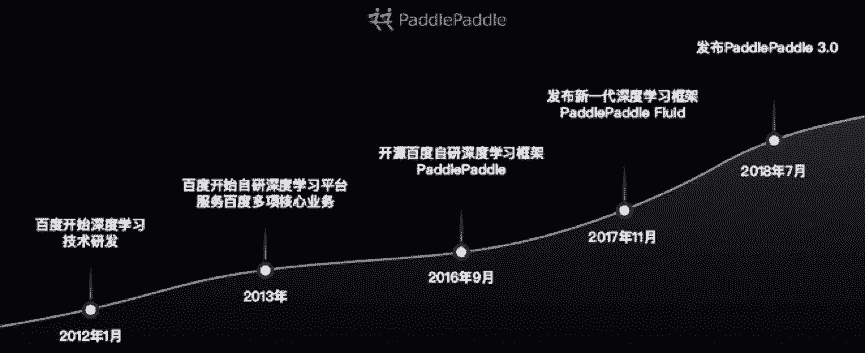 PaddlePaddle
发布PaddlePaddle 3.0
发布新一代深度学习框架
PaddlePaddle Fluid
2018年7月
开源百度自研深度学习框架
PaddlePaddle
2017年11月
百度开始自研深度学习平台
服务百度多项核心业务
2016年9月
百度开始深度学习
技术研发
2013年
2012年1月